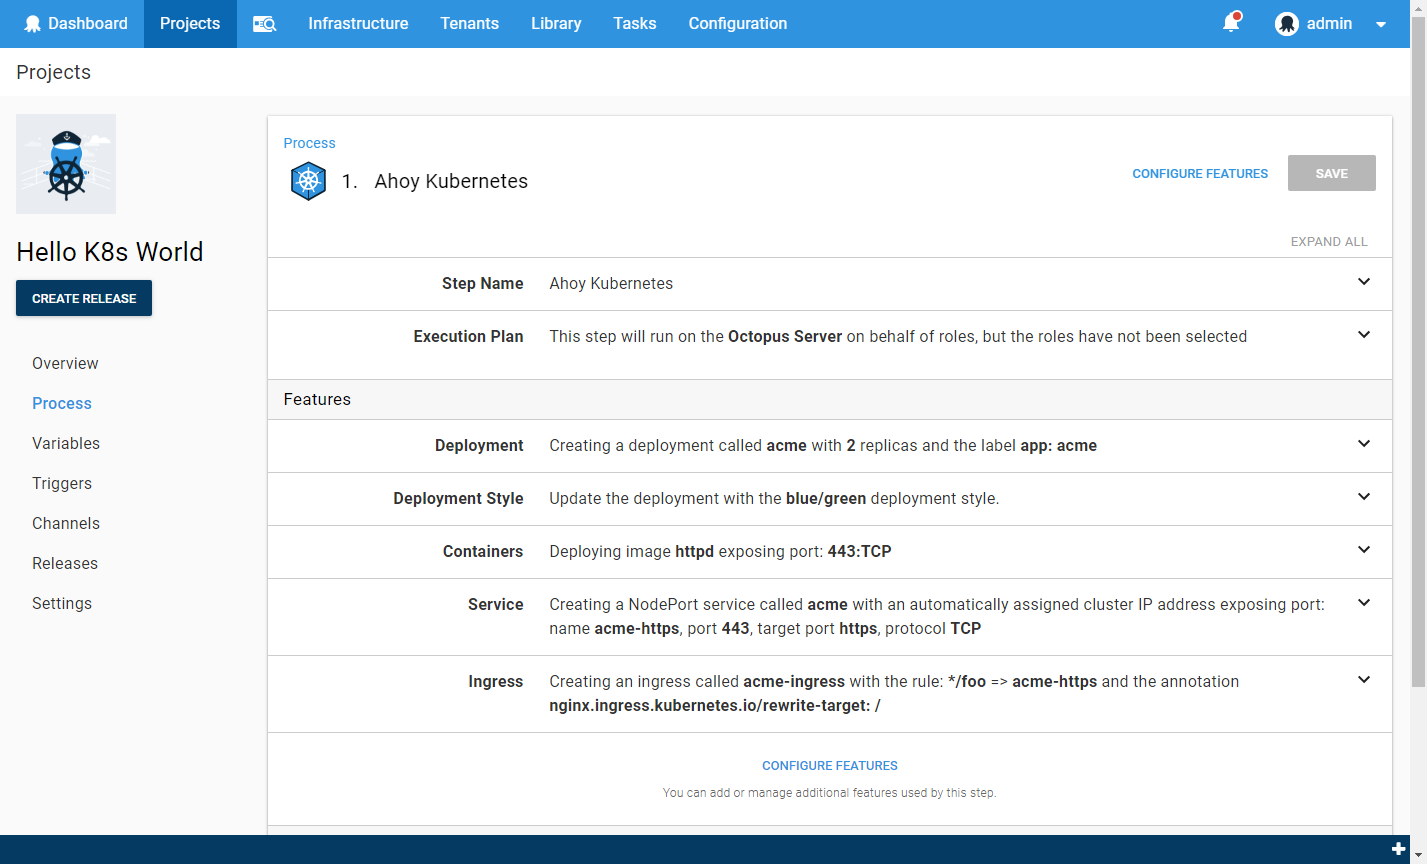 Dashboard Projects Infrastructure Tenants Library Tasks Configuration admin
Projects
Hello K8s World
CREATE RELEASE
Overview
Process
Variables
Triggers
Channels
Releases
Settings
Process
1. Ahoy Kubernetes
CONFIGURE FEATURES SAVE
EXPAND ALL
Step Name Ahoy Kubernetes
Execution Plan This step will run on the Octopus Server on behalf of roles, but the roles have not been selected
Features
Deployment Creating a deployment called acme with 2 replicas and the label app: acme
Deployment Style Update the deployment with the blue/green deployment style.
Containers Deploying image httpd exposing port: 443:TCP
Service Creating a NodePort service called acme with an automatically assigned cluster IP address exposing port:
name acme-https, port 443, target port https, protocol TCP
Ingress Creating an ingress called acme-ingress with the rule: */foo => acme-https and the annotation
nginx.ingress.kubernetes.io/rewrite-target: /
CONFIGURE FEATURES
You can add or manage additional features used by this step.